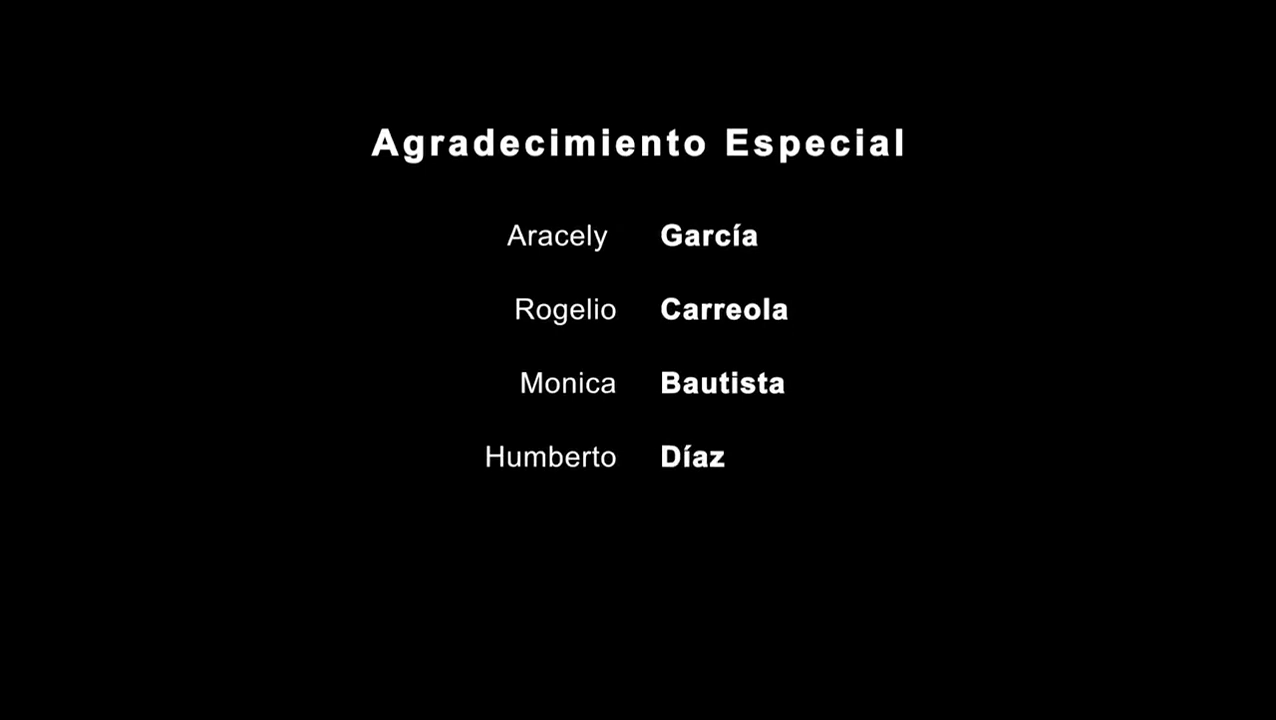 Agradecimiento Especial
Aracely García
Rogelio Carreola
Monica Bautista
Humberto Díaz